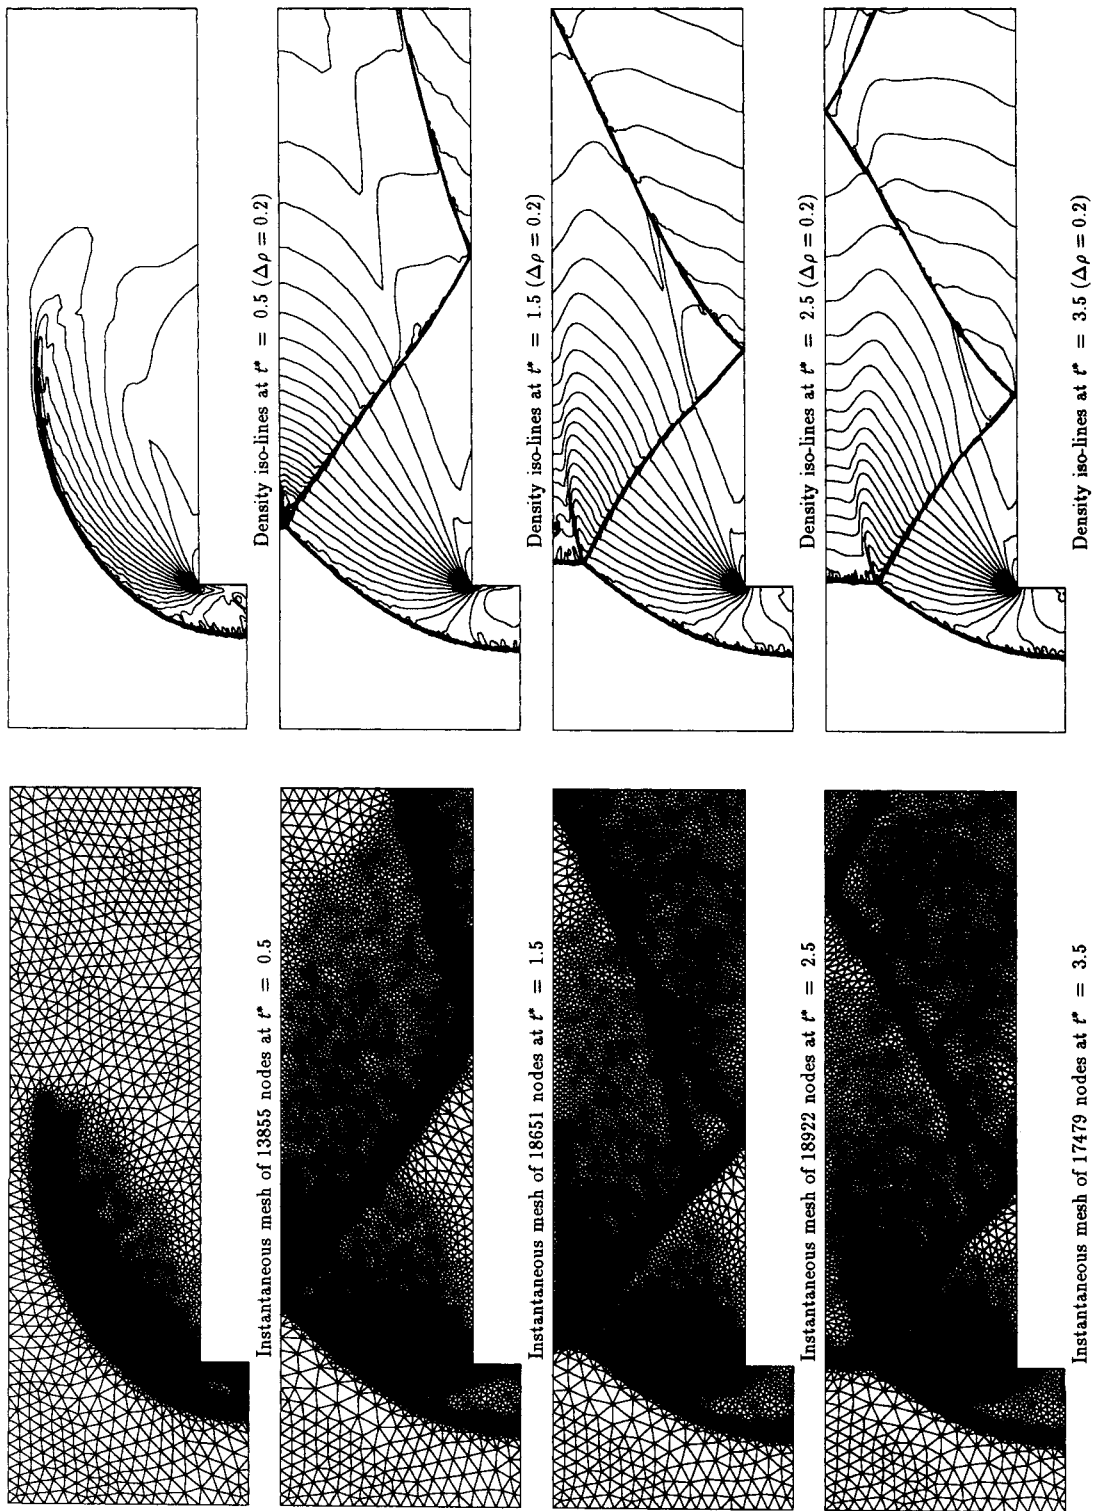 Instantaneous mesh of 13855 nodes at t* = 0.5
Density iso-lines at t* = 0.5 (Δρ = 0.2)
Instantaneous mesh of 18651 nodes at t* = 1.5
Density iso-lines at t* = 1.5 (Δρ = 0.2)
Instantaneous mesh of 18922 nodes at t* = 2.5
Density iso-lines at t* = 2.5 (Δρ = 0.2)
Instantaneous mesh of 17479 nodes at t* = 3.5
Density iso-lines at t* = 3.5 (Δρ = 0.2)